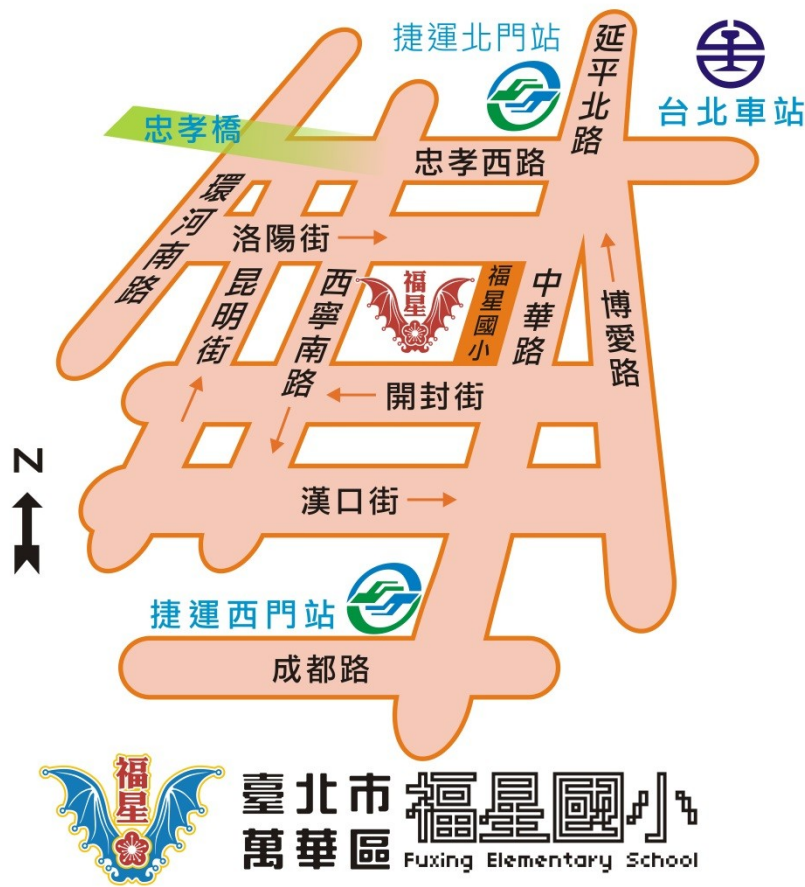 捷運北門站
延平北路
台北車站
忠孝橋
忠孝西路
環河南路
洛陽街
昆明街
西寧南路
福星
福星國小
中華路
博愛路
開封街
N
漢口街
捷運西門站
成都路
福星
臺北市
萬華區
福星國小
Fuxing Elementary School